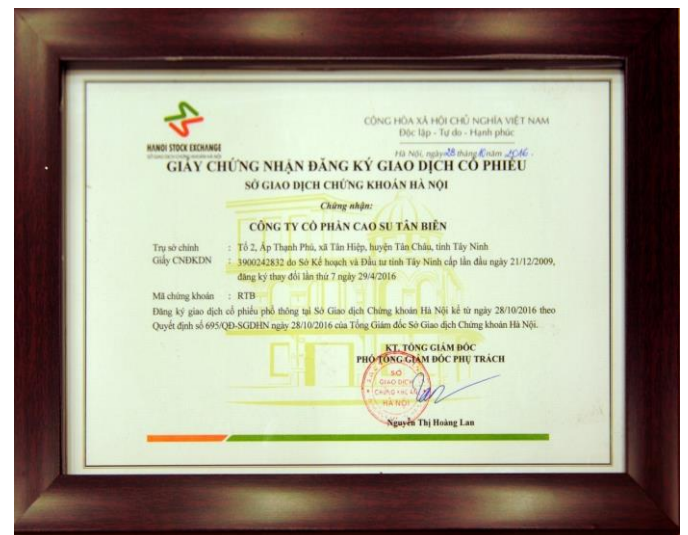 HANOI STOCK EXCHANGE
CỘNG HÒA XÃ HỘI CHỦ NGHĨA VIỆT NAM
Độc lập - Tự do - Hạnh phúc
Hà Nội, ngày 28 tháng năm 2016.
GIẤY CHỨNG NHẬN ĐĂNG KÝ GIAO DỊCH CỔ PHIẾU
SỞ GIAO DỊCH CHỨNG KHOÁN HÀ NỘI
Chứng nhận:
CÔNG TY CỔ PHẦN CAO SU TÂN BIÊN
Trụ sở chính : Tổ 2, Ấp Thạnh Phú, xã Tân Hiệp, huyện Tân Châu, tỉnh Tây Ninh
Giấy CNĐKDN : 3900242832 do Sở Kế hoạch và Đầu tư tỉnh Tây Ninh cấp lần đầu ngày 21/12/2009,
đăng ký thay đổi lần thứ 7 ngày 29/4/2016
Mã chứng khoán : RTB
Đăng ký giao dịch cổ phiếu phổ thông tại Sở Giao dịch Chứng khoán Hà Nội kể từ ngày 28/10/2016 theo
Quyết định số 695/QĐ-SGDHN ngày 28/10/2016 của Tổng Giám đốc Sở Giao dịch Chứng khoán Hà Nội.
KT. TỔNG GIÁM ĐỐC
PHÓ TỔNG GIÁM ĐỐC PHỤ TRÁCH
SỞ
GIAO DỊCH
CHỨNG KHOÁN
HÀ NỘI
Nguyễn Thị Hoàng Lan